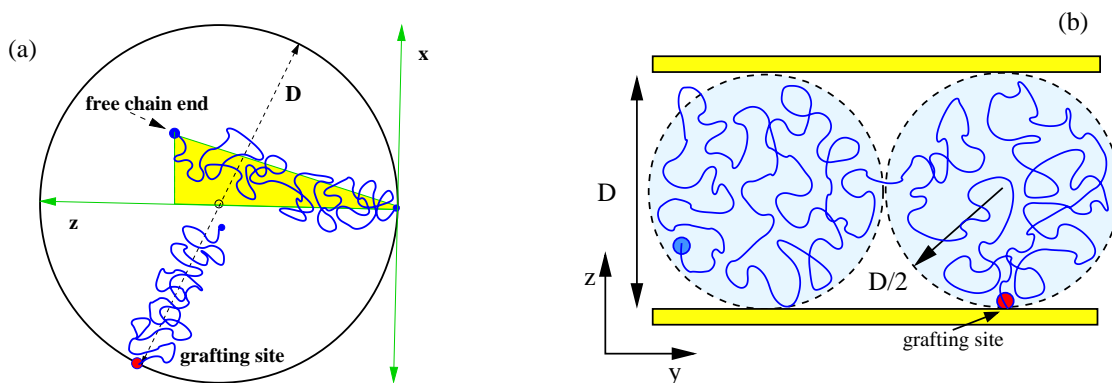 (a)
x
D
free chain end
z
grafting site
(b)
D
z
D/2
grafting site
y